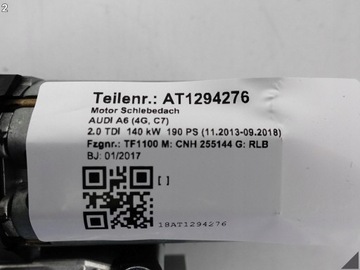 2
Teilenr.: AT1294276
Motor Schiebedach
AUDI A6 (4G, C7)
2.0 TDI 140 kW 190 PS (11.2013-09.2018)
Fzgnr.: TF1100 M: CNH 255144 G: RLB
BJ: 01/2017
[ ]
18AT1294276